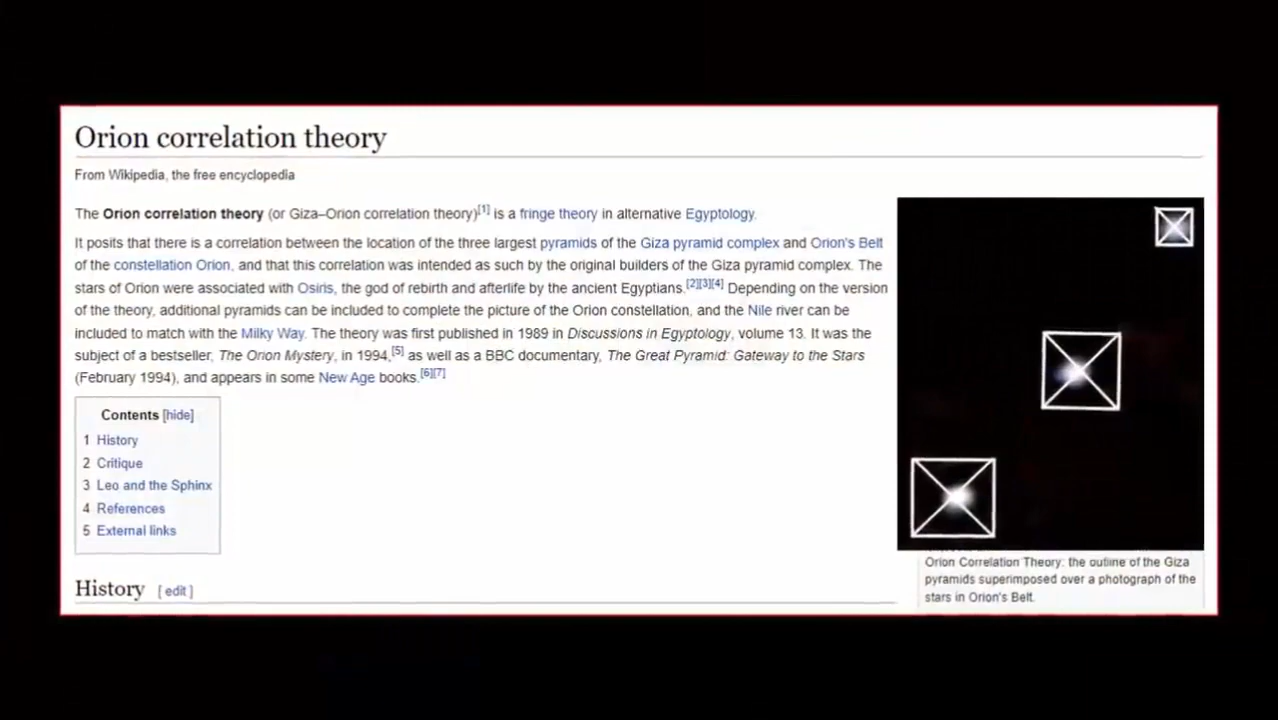 Orion correlation theory
From Wikipedia, the free encyclopedia
The Orion correlation theory (or Giza–Orion correlation theory)[1] is a fringe theory in alternative Egyptology.
It posits that there is a correlation between the location of the three largest pyramids of the Giza pyramid complex and Orion's Belt
of the constellation Orion, and that this correlation was intended as such by the original builders of the Giza pyramid complex. The
stars of Orion were associated with Osiris, the god of rebirth and afterlife by the ancient Egyptians.[2][3][4] Depending on the version
of the theory, additional pyramids can be included to complete the picture of the Orion constellation, and the Nile river can be
included to match with the Milky Way. The theory was first published in 1989 in Discussions in Egyptology, volume 13. It was the
subject of a bestseller, The Orion Mystery, in 1994,[5] as well as a BBC documentary, The Great Pyramid: Gateway to the Stars
(February 1994), and appears in some New Age books.[6][7]
Contents [hide]
1 History
2 Critique
3 Leo and the Sphinx
4 References
5 External links
History [ edit ]
Orion Correlation Theory: the outline of the Giza
pyramids superimposed over a photograph of the
stars in Orion's Belt.